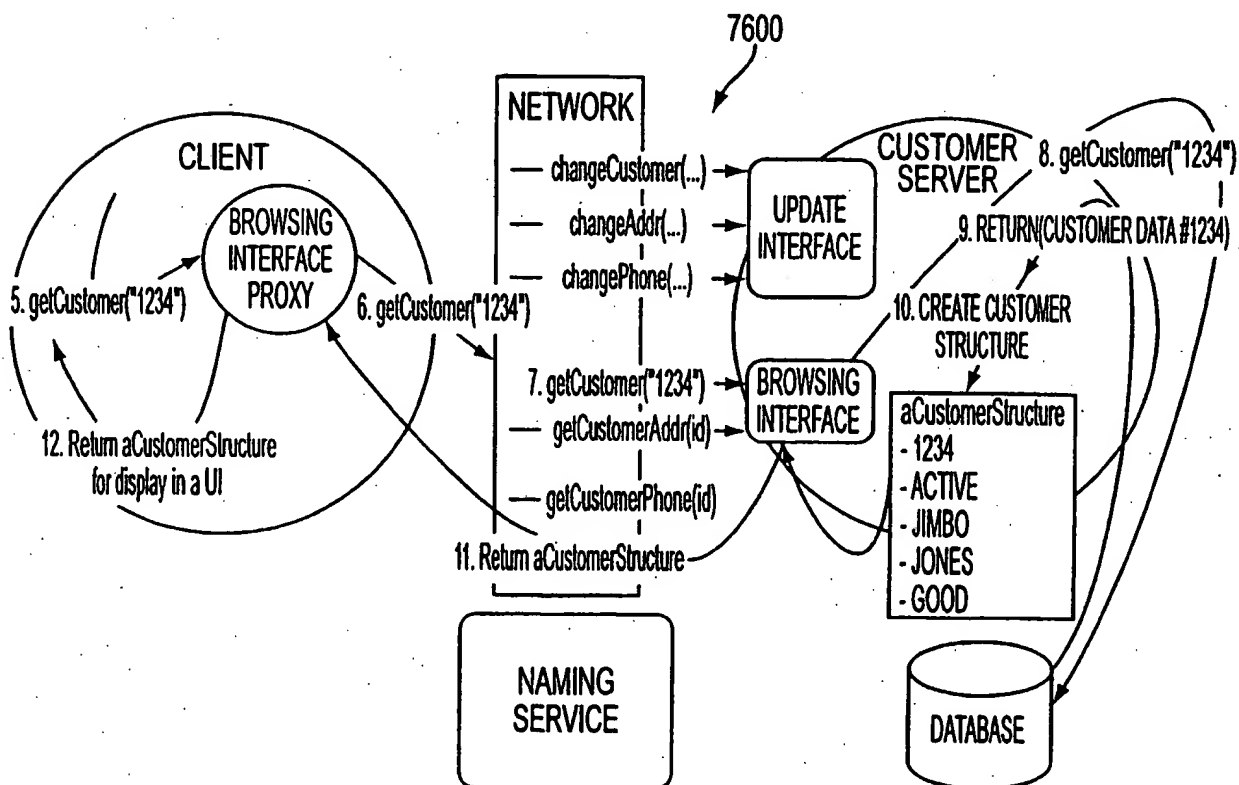 7600
NETWORK
CLIENT
BROWSING
INTERFACE
PROXY
5. getCustomer("1234")
6. getCustomer("1234")
12. Return aCustomerStructure
for display in a UI
changeCustomer(...)
changeAddr(...)
changePhone(...)
7. getCustomer("1234")
getCustomerAddr(id)
getCustomerPhone(id)
11. Return aCustomerStructure
NAMING
SERVICE
UPDATE
INTERFACE
BROWSING
INTERFACE
CUSTOMER
SERVER
8. getCustomer("1234")
9. RETURN(CUSTOMER DATA #1234)
10. CREATE CUSTOMER
STRUCTURE
aCustomerStructure
- 1234
- ACTIVE
- JIMBO
- JONES
- GOOD
DATABASE